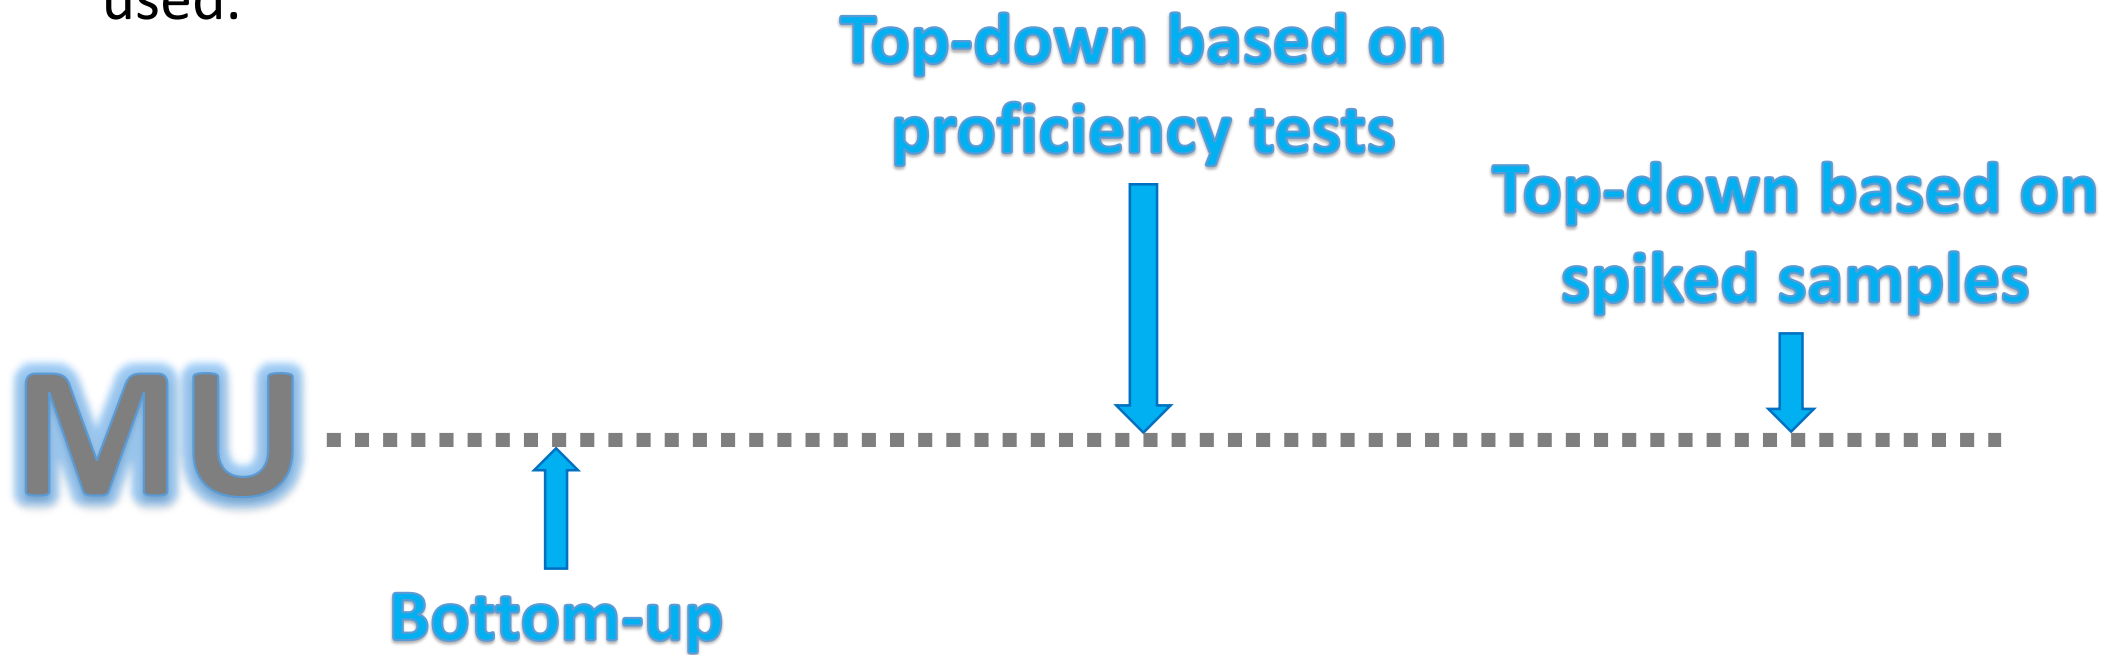 used.
Top-down based on
proficiency tests
Top-down based on
spiked samples
MU
Bottom-up